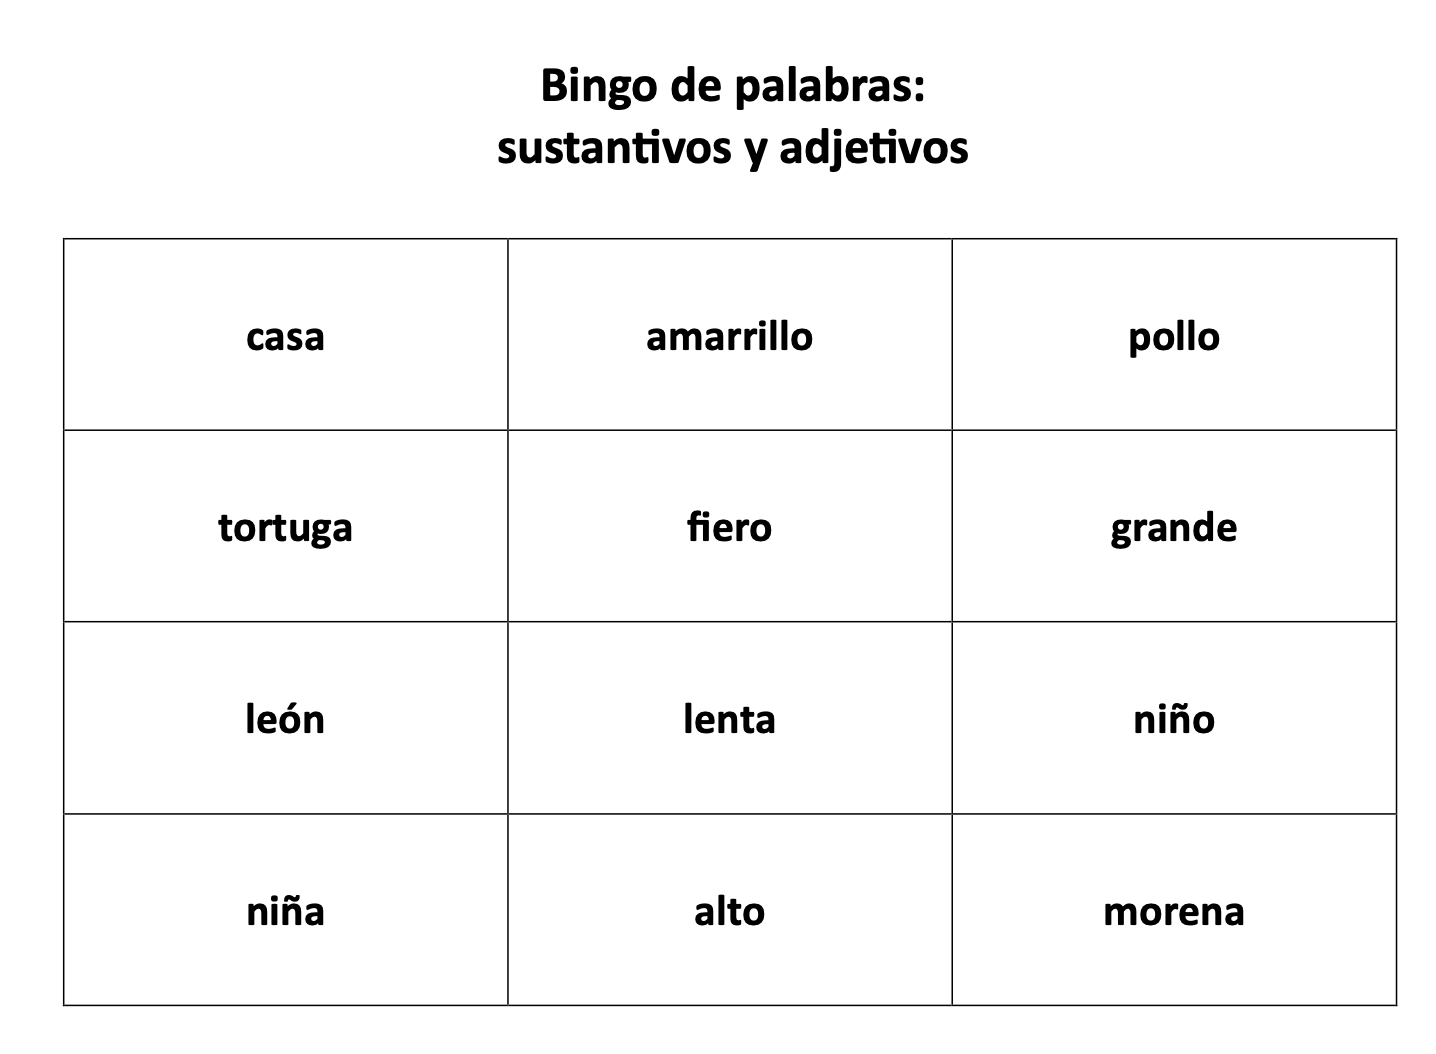 Bingo de palabras:
sustantivos y adjetivos
casa amarrillo pollo
tortuga fiero grande
león lenta niño
niña alto morena